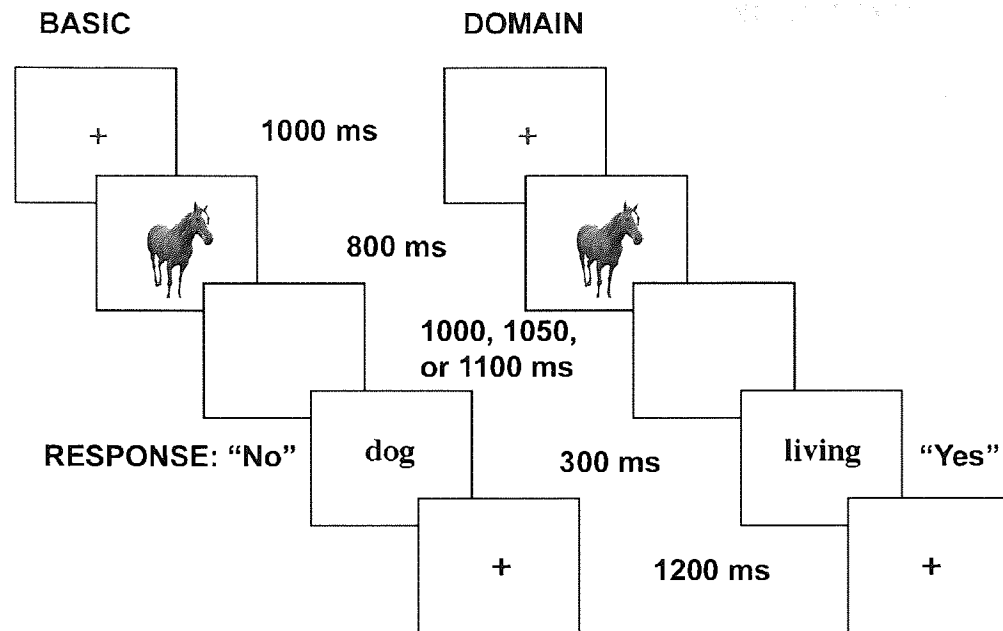 BASIC
DOMAIN
+
1000 ms
+
800 ms
1000, 1050,
or 1100 ms
RESPONSE: “No”
dog
300 ms
living
“Yes”
+
1200 ms
+